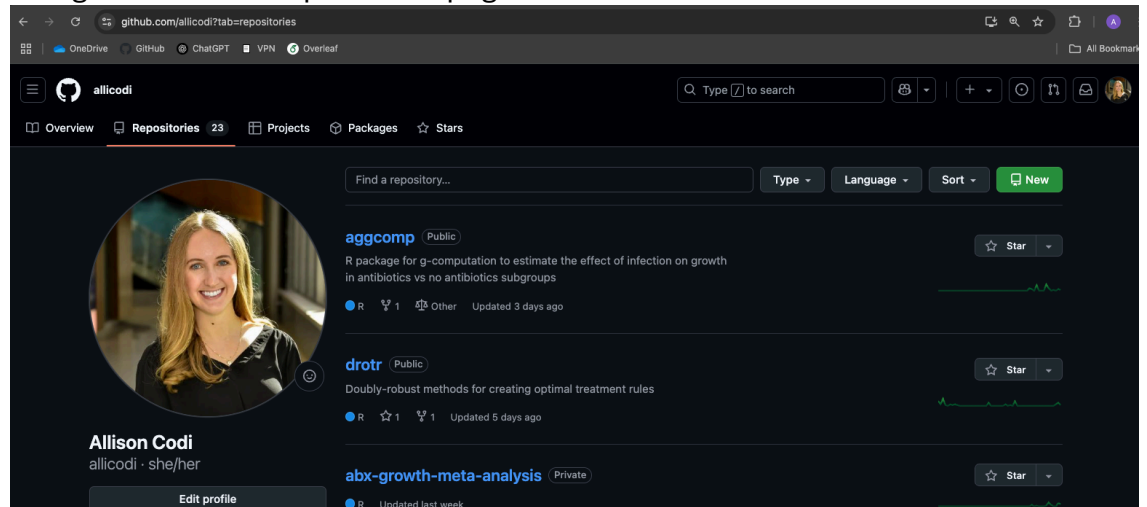 github.com/allicodi?tab=repositories
A
OneDrive GitHub ChatGPT VPN Overleaf All Bookmark
allicodi
Type / to search
Overview Repositories 23 Projects Packages Stars
Find a repository... Type Language Sort New
aggcomp Public
Star
R package for g-computation to estimate the effect of infection on growth
in antibiotics vs no antibiotics subgroups
R 1 Other Updated 3 days ago
drotr Public
Star
Doubly-robust methods for creating optimal treatment rules
R 1 1 Updated 5 days ago
Allison Codi
allicodi · she/her
abx-growth-meta-analysis Private
Star
Edit profile
R Updated last week